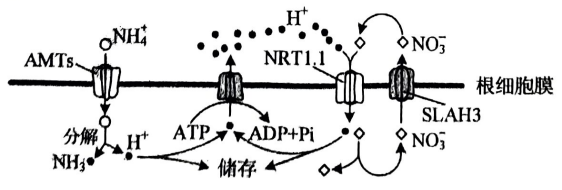 H⁺
NH₄⁺
NO₃⁻
AMTs
NRT1.1
根细胞膜
SLAH3
分解
ATP
ADP+Pi
NH₃
H⁺
储存
NO₃⁻